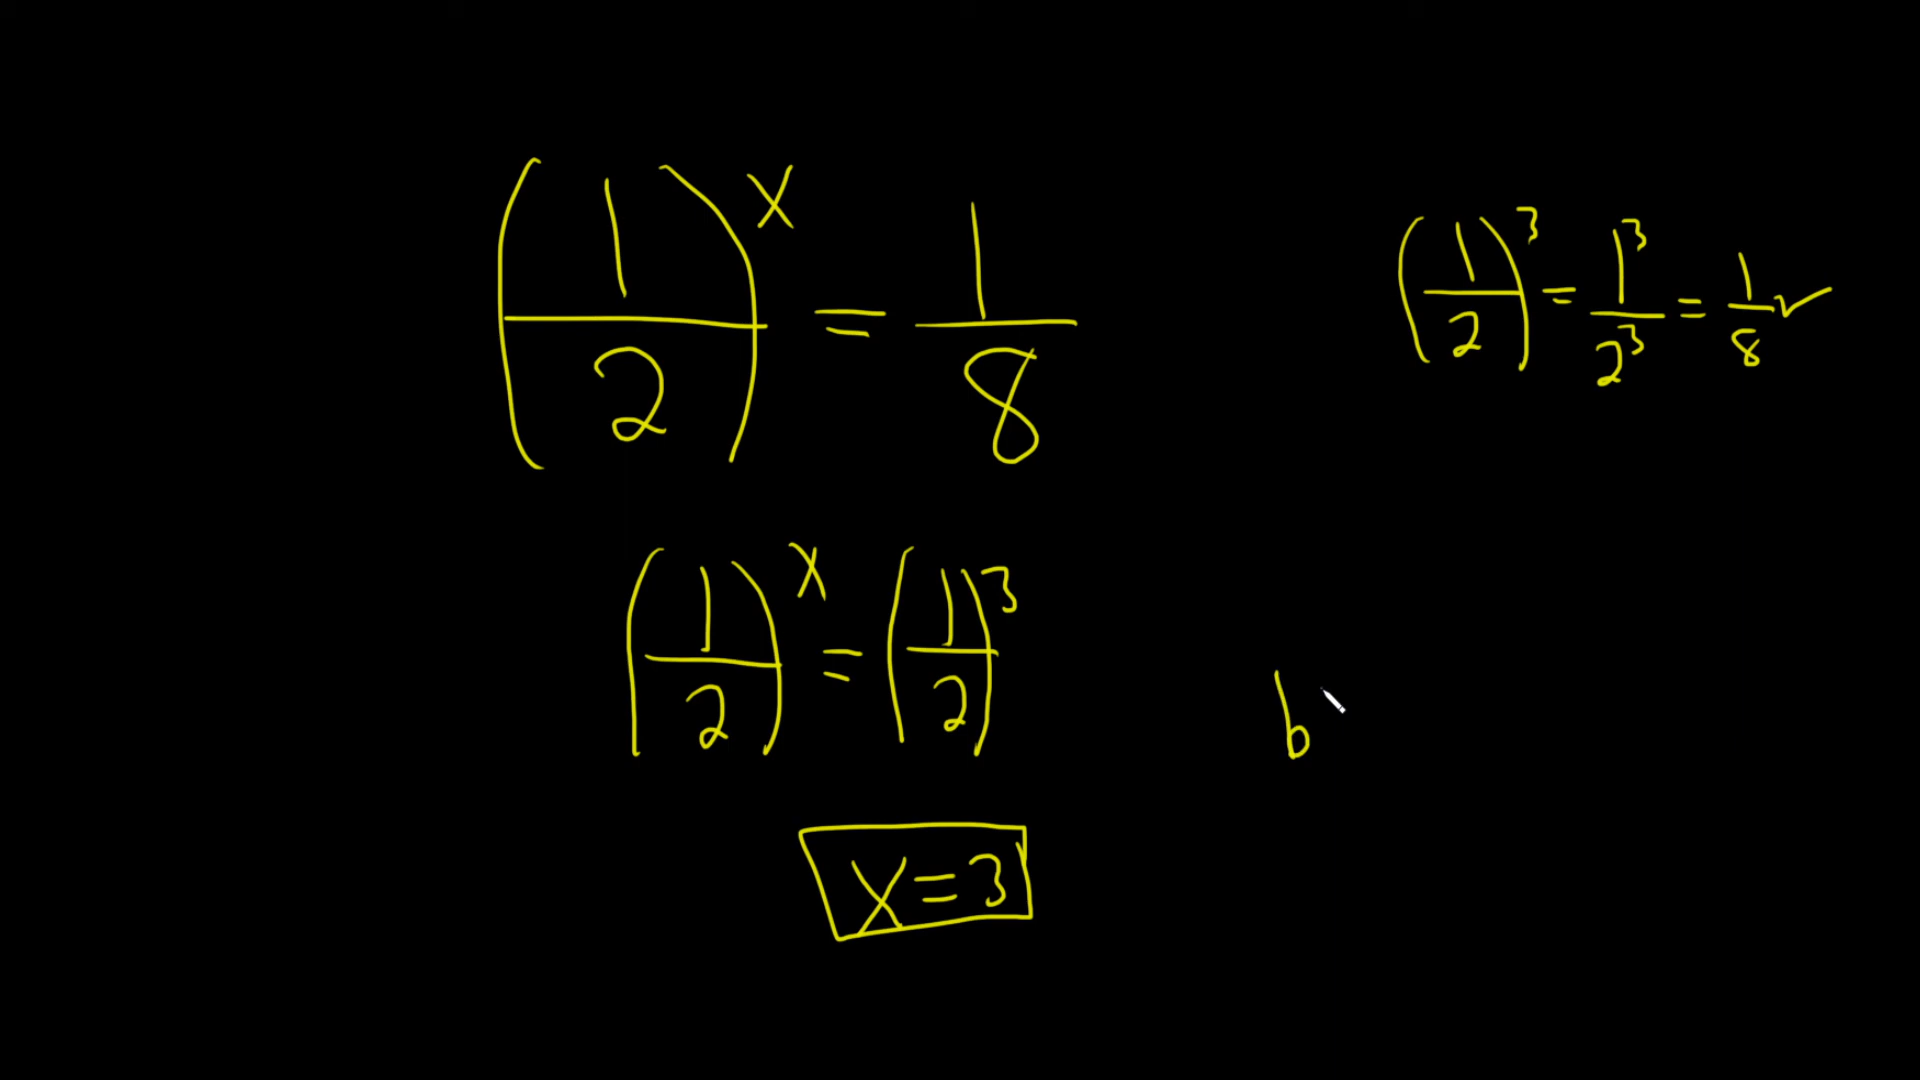 (1/2)^x = 1/8
(1/2)^3 = 1^3/2^3 = 1/8 ✓
(1/2)^x = (1/2)^3
b
x = 3